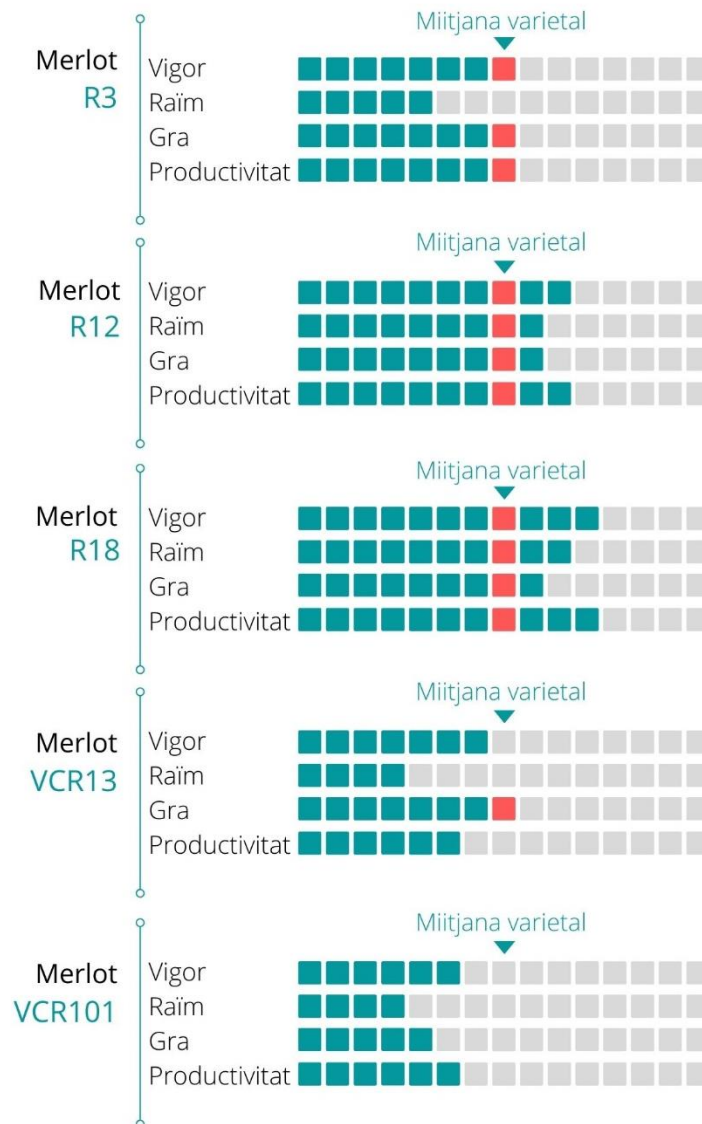 Miitjana varietal
Merlot
R3
Vigor
Raïm
Gra
Productivitat
Miitjana varietal
Merlot
R12
Vigor
Raïm
Gra
Productivitat
Miitjana varietal
Merlot
R18
Vigor
Raïm
Gra
Productivitat
Miitjana varietal
Merlot
VCR13
Vigor
Raïm
Gra
Productivitat
Miitjana varietal
Merlot
VCR101
Vigor
Raïm
Gra
Productivitat